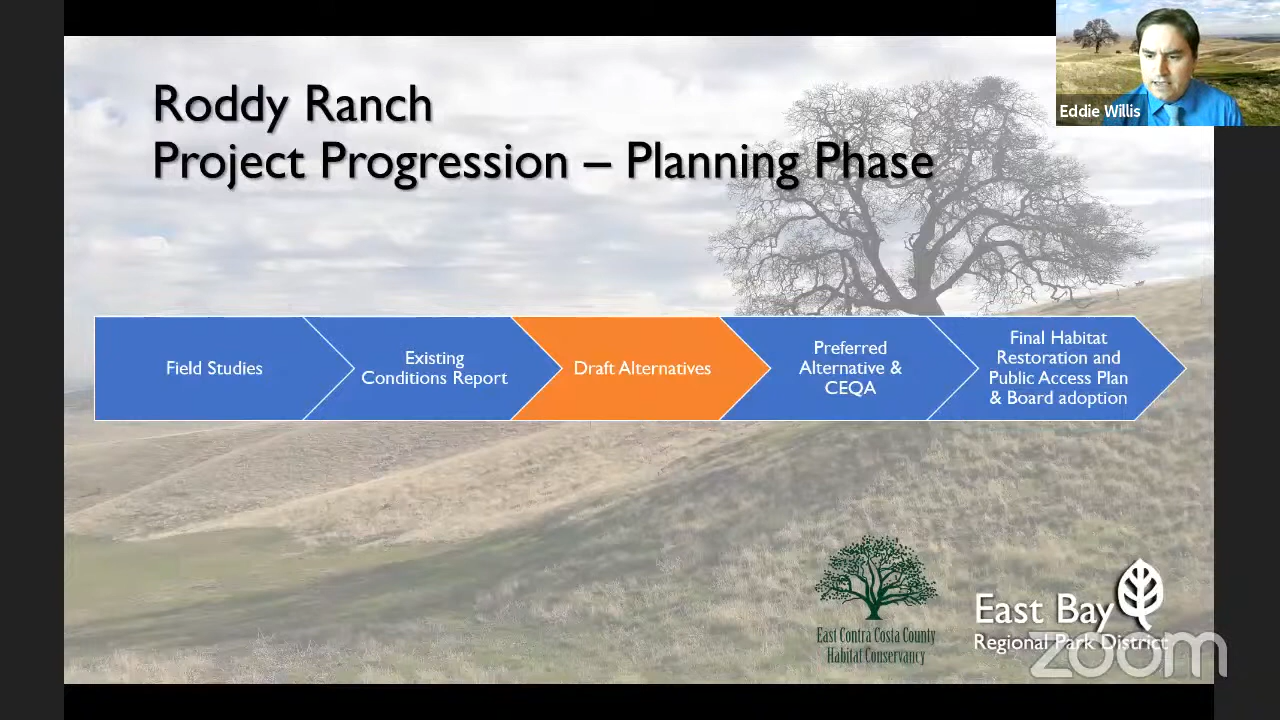 Roddy Ranch
Project Progression – Planning Phase
Eddie Willis
Field Studies
Existing
Conditions Report
Draft Alternatives
Preferred
Alternative &
CEQA
Final Habitat
Restoration and
Public Access Plan
& Board adoption
East Contra Costa County
Habitat Conservancy
East Bay
Regional Park District
zoom